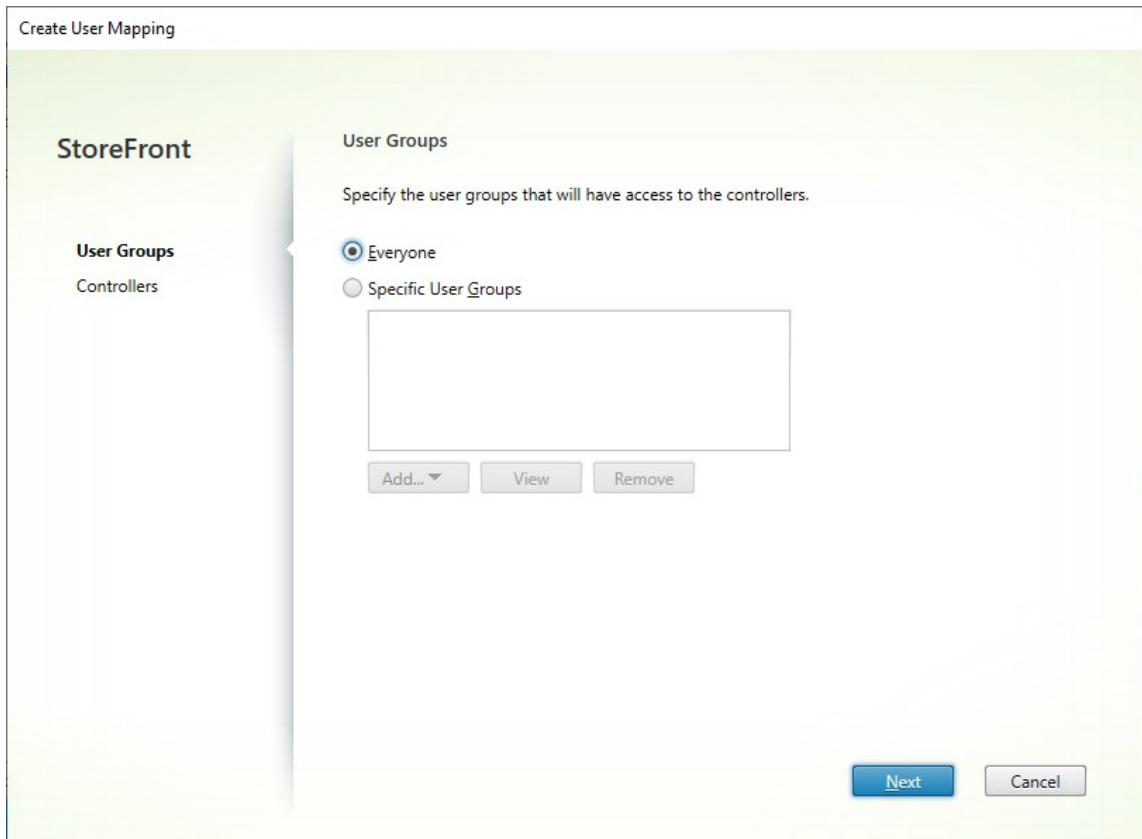 Create User Mapping
StoreFront
User Groups
Controllers
User Groups
Specify the user groups that will have access to the controllers.
Everyone
Specific User Groups
Add...
View
Remove
Next
Cancel